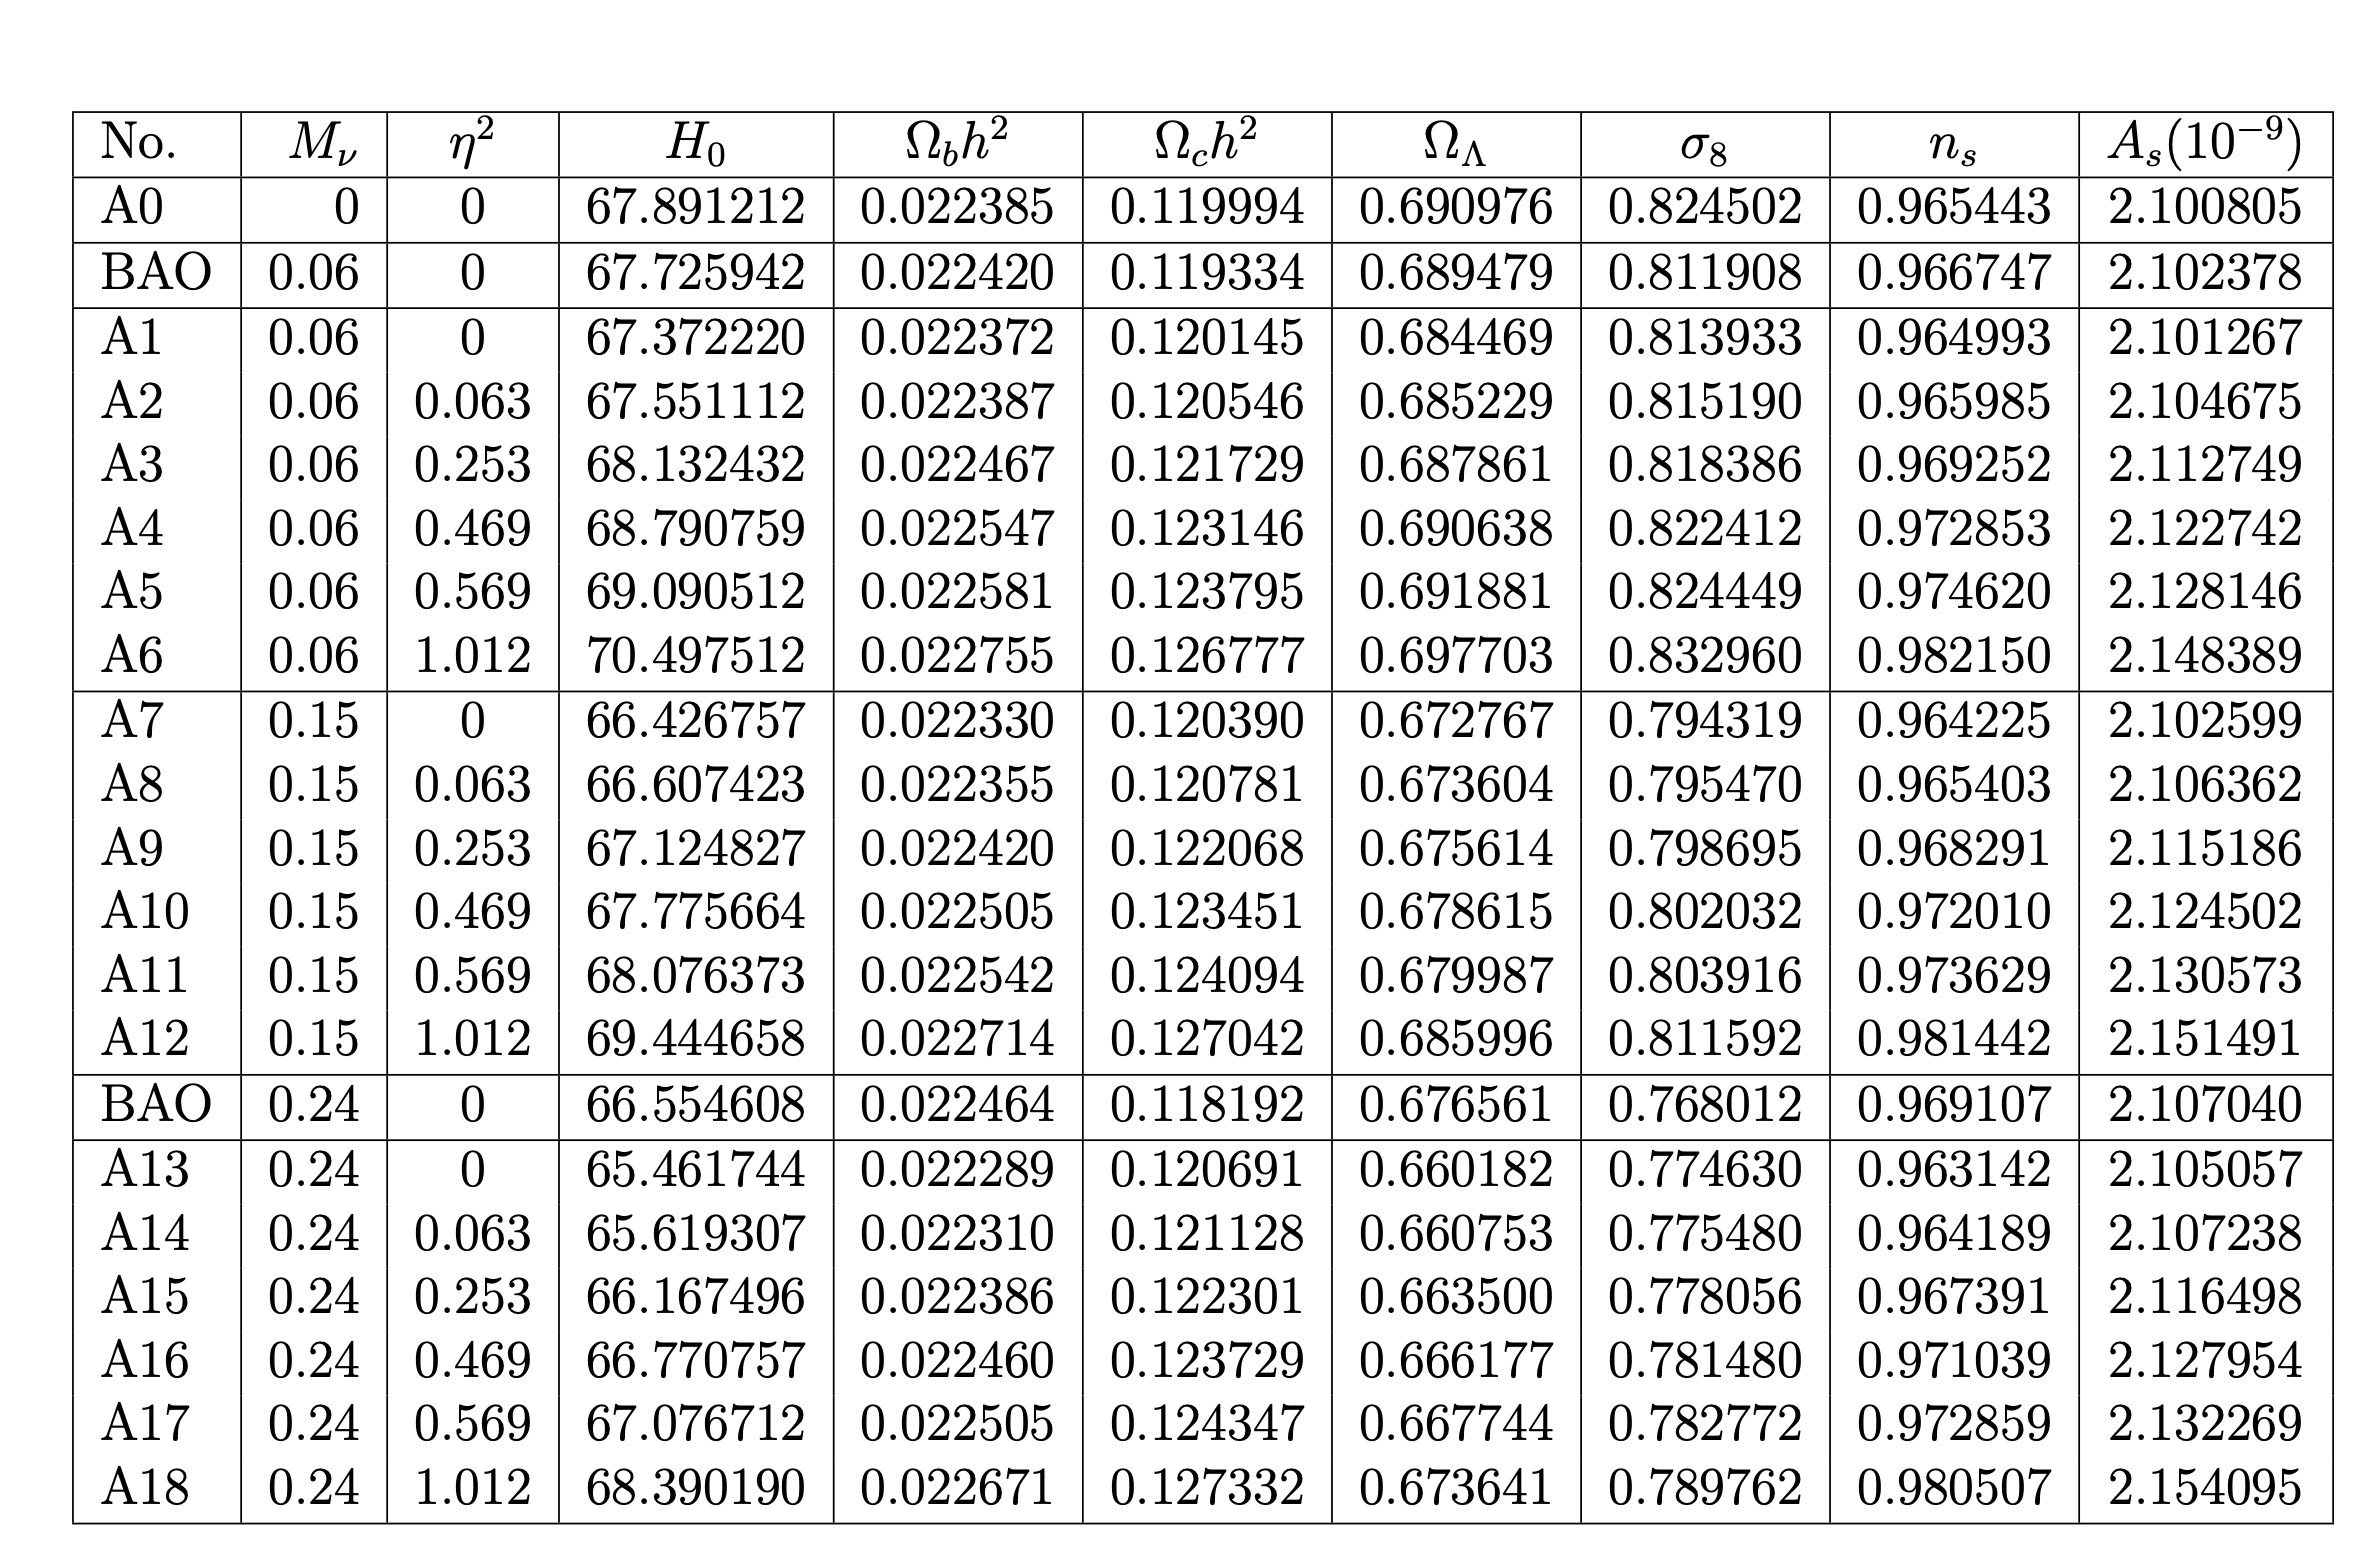 No. M_ν η² H₀ Ω_b h² Ω_c h² Ω_Λ σ₈ n_s A_s(10⁻⁹)
A0 0 0 67.891212 0.022385 0.119994 0.690976 0.824502 0.965443 2.100805
BAO 0.06 0 67.725942 0.022420 0.119334 0.689479 0.811908 0.966747 2.102378
A1 0.06 0 67.372220 0.022372 0.120145 0.684469 0.813933 0.964993 2.101267
A2 0.06 0.063 67.551112 0.022387 0.120546 0.685229 0.815190 0.965985 2.104675
A3 0.06 0.253 68.132432 0.022467 0.121729 0.687861 0.818386 0.969252 2.112749
A4 0.06 0.469 68.790759 0.022547 0.123146 0.690638 0.822412 0.972853 2.122742
A5 0.06 0.569 69.090512 0.022581 0.123795 0.691881 0.824449 0.974620 2.128146
A6 0.06 1.012 70.497512 0.022755 0.126777 0.697703 0.832960 0.982150 2.148389
A7 0.15 0 66.426757 0.022330 0.120390 0.672767 0.794319 0.964225 2.102599
A8 0.15 0.063 66.607423 0.022355 0.120781 0.673604 0.795470 0.965403 2.106362
A9 0.15 0.253 67.124827 0.022420 0.122068 0.675614 0.798695 0.968291 2.115186
A10 0.15 0.469 67.775664 0.022505 0.123451 0.678615 0.802032 0.972010 2.124502
A11 0.15 0.569 68.076373 0.022542 0.124094 0.679987 0.803916 0.973629 2.130573
A12 0.15 1.012 69.444658 0.022714 0.127042 0.685996 0.811592 0.981442 2.151491
BAO 0.24 0 66.554608 0.022464 0.118192 0.676561 0.768012 0.969107 2.107040
A13 0.24 0 65.461744 0.022289 0.120691 0.660182 0.774630 0.963142 2.105057
A14 0.24 0.063 65.619307 0.022310 0.121128 0.660753 0.775480 0.964189 2.107238
A15 0.24 0.253 66.167496 0.022386 0.122301 0.663500 0.778056 0.967391 2.116498
A16 0.24 0.469 66.770757 0.022460 0.123729 0.666177 0.781480 0.971039 2.127954
A17 0.24 0.569 67.076712 0.022505 0.124347 0.667744 0.782772 0.972859 2.132269
A18 0.24 1.012 68.390190 0.022671 0.127332 0.673641 0.789762 0.980507 2.154095